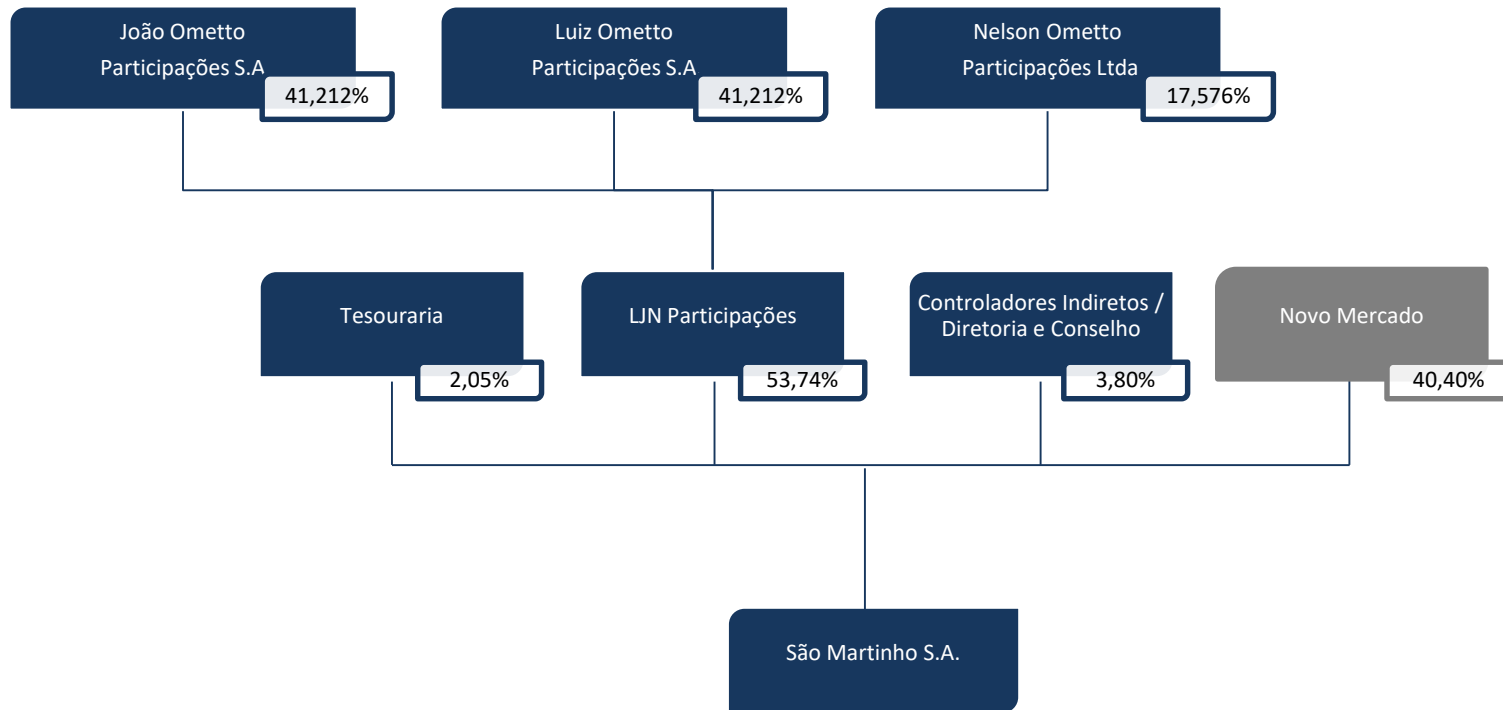 João Ometto
Participações S.A
41,212%
Luiz Ometto
Participações S.A
41,212%
Nelson Ometto
Participações Ltda
17,576%
Tesouraria
2,05%
LJN Participações
53,74%
Controladores Indiretos /
Diretoria e Conselho
3,80%
Novo Mercado
40,40%
São Martinho S.A.